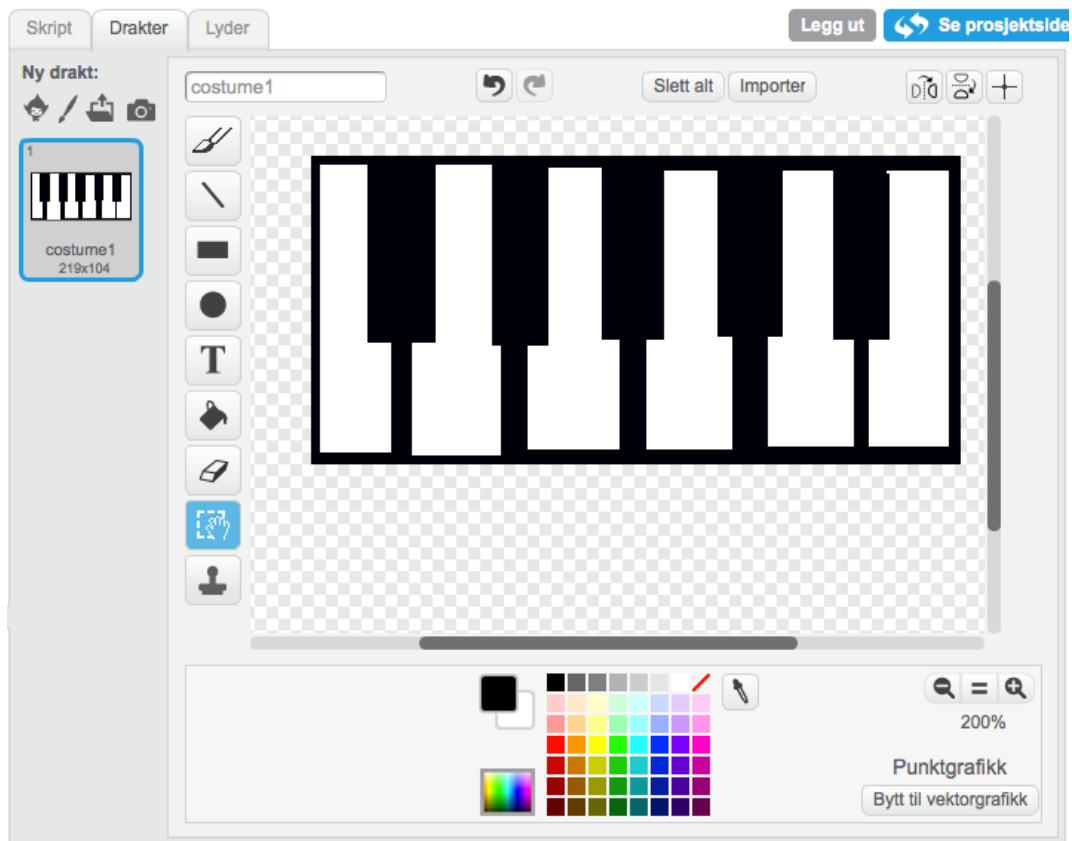 Skript
Drakter
Lyder
Legg ut
Se prosjektside
Ny drakt:
costume1
Slett alt
Importer
1
costume1
219x104
T
200%
Punktgrafikk
Bytt til vektorgrafikk